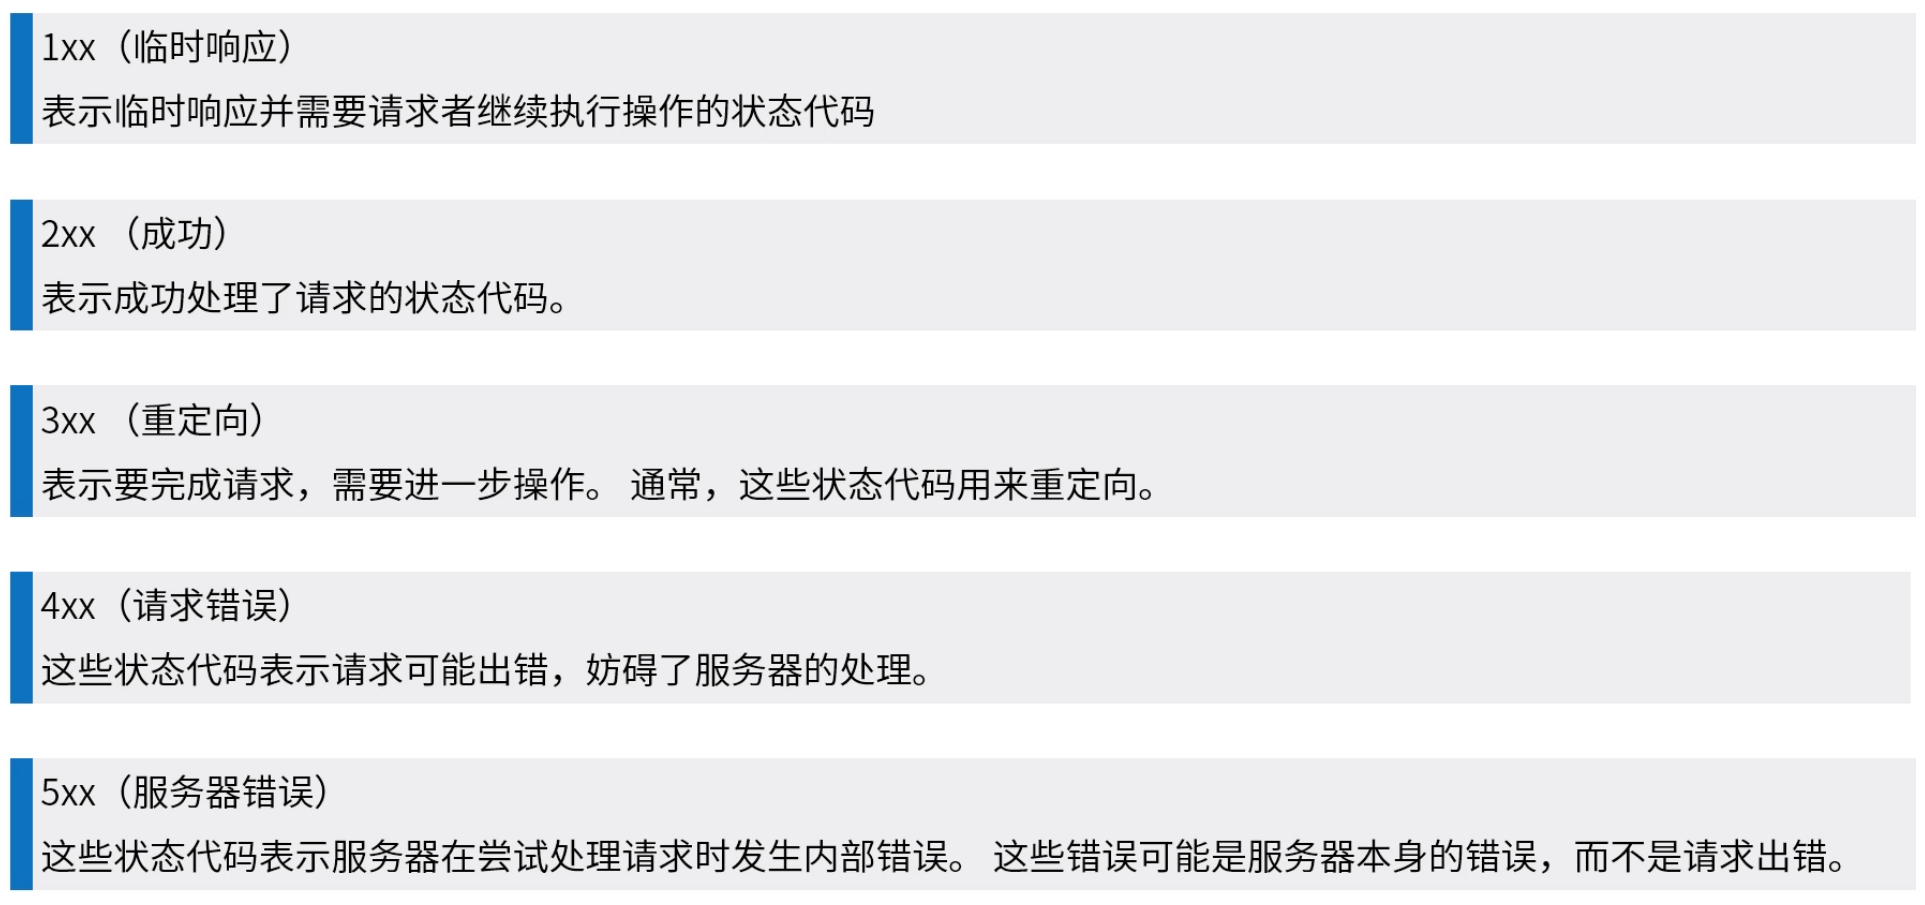 1xx（临时响应）
表示临时响应并需要请求者继续执行操作的状态代码
2xx （成功）
表示成功处理了请求的状态代码。
3xx （重定向）
表示要完成请求，需要进一步操作。 通常，这些状态代码用来重定向。
4xx（请求错误）
这些状态代码表示请求可能出错，妨碍了服务器的处理。
5xx（服务器错误）
这些状态代码表示服务器在尝试处理请求时发生内部错误。 这些错误可能是服务器本身的错误，而不是请求出错。